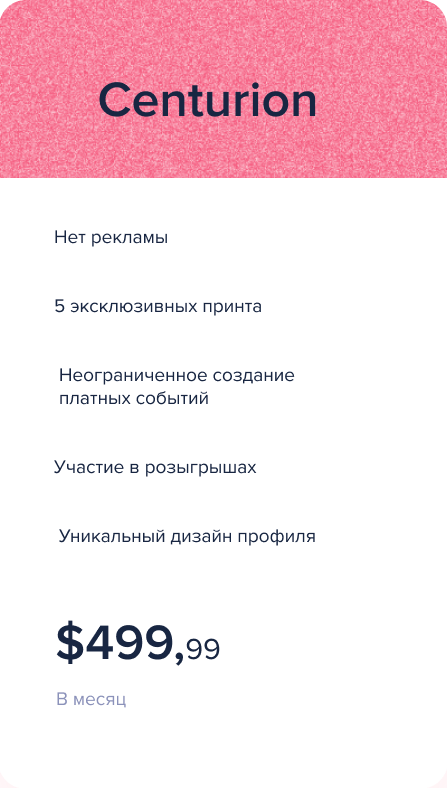 Centurion
Нет рекламы
5 эксклюзивных принта
Неограниченное создание
платных событий
Участие в розыгрышах
Уникальный дизайн профиля
$499,99
В месяц